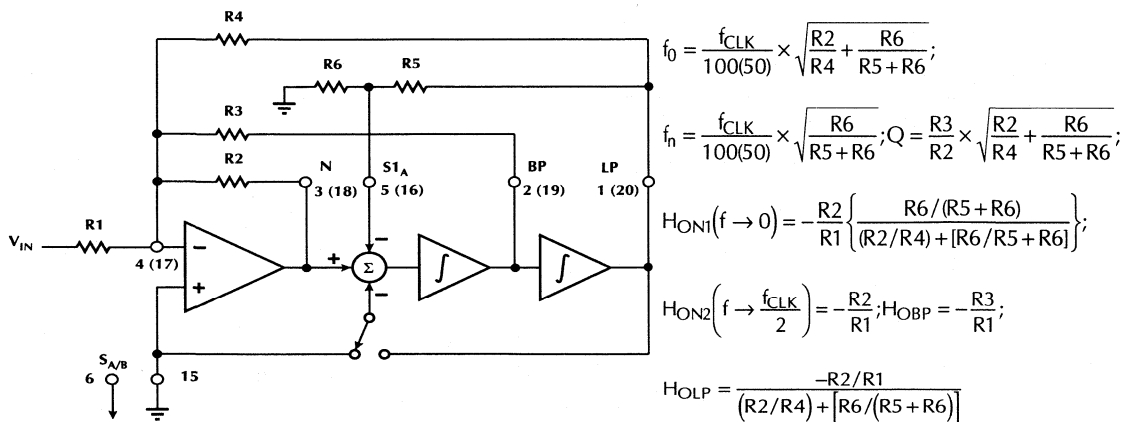 R4
R6
R5
R3
R2
N
3 (18)
S1A
5 (16)
BP
2 (19)
LP
1 (20)
R1
VIN
4 (17)
−
+
+
Σ
−
−
∫
∫
SA/B
6
15
f0 = fCLK/100(50) × √(R2/R4 + R6/(R5+R6));
fn = fCLK/100(50) × √(R6/(R5+R6)); Q = R3/R2 × √(R2/R4 + R6/(R5+R6));
HON1(f → 0) = −R2/R1 {R6/(R5+R6) / (R2/R4)+[R6/R5+R6]};
HON2(f → fCLK/2) = −R2/R1; HOBP = −R3/R1;
HOLP = −R2/R1 / (R2/R4)+[R6/(R5+R6)]